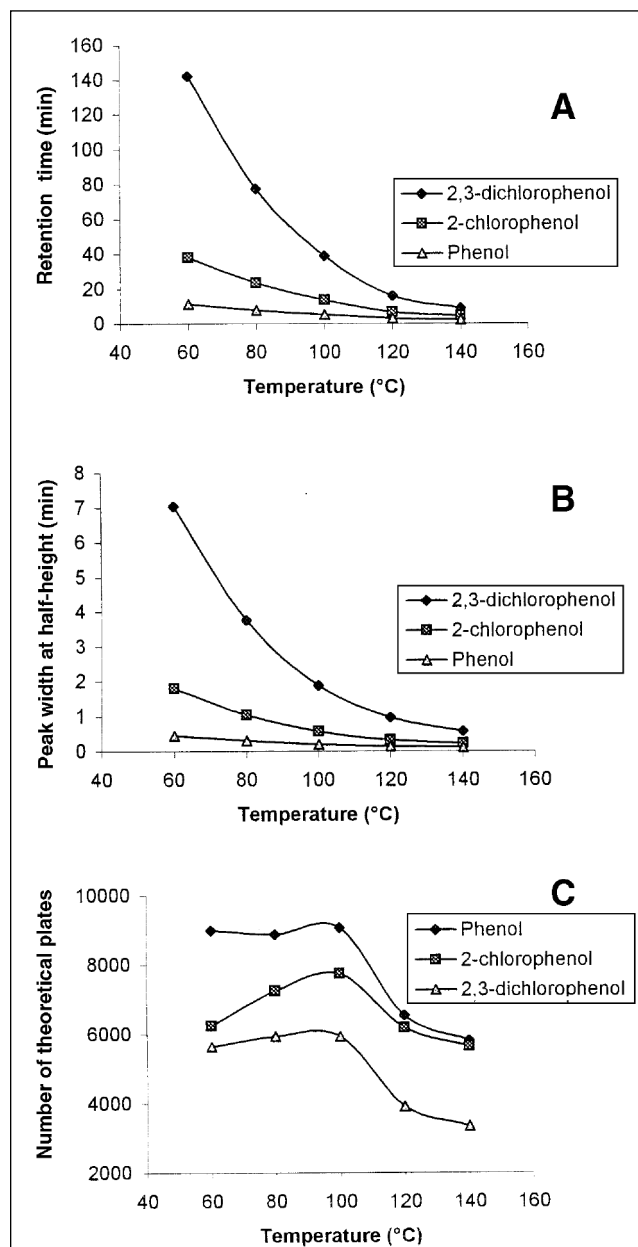 A
Retention time (min)
160
140
120
100
80
60
40
20
0
2,3-dichlorophenol
2-chlorophenol
Phenol
40 60 80 100 120 140 160
Temperature (°C)
B
Peak width at half-height (min)
8
7
6
5
4
3
2
1
0
2,3-dichlorophenol
2-chlorophenol
Phenol
40 60 80 100 120 140 160
Temperature (°C)
C
Number of theoretical plates
10000
8000
6000
4000
2000
Phenol
2-chlorophenol
2,3-dichlorophenol
40 60 80 100 120 140 160
Temperature (°C)